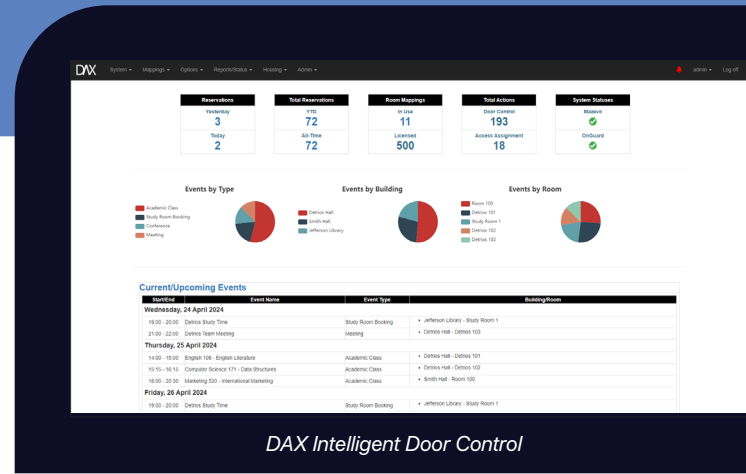 DAX System Mappings Options Reports/Status Housing Admin admin Log off
Reservations Total Reservations Room Mappings Total Actions System Statuses
Yesterday YTD In Use Door Control Mazevo
3 72 11 193
Today All-Time Licensed Access Assignment OnGuard
2 72 500 18
Events by Type Events by Building Events by Room
Academic Class
Study Room Booking
Conference
Meeting
Detrios Hall
Smith Hall
Jefferson Library
Room 100
Detrios 101
Study Room 1
Detrios 102
Detrios 103
Current/Upcoming Events
Start/End Event Name Event Type Building/Room
Wednesday, 24 April 2024
19:00 - 20:00 Detrios Study Time Study Room Booking • Jefferson Library - Study Room 1
21:00 - 22:00 Detrios Team Meeting Meeting • Detrios Hall - Detrios 103
Thursday, 25 April 2024
14:00 - 15:00 English 108 - English Literature Academic Class • Detrios Hall - Detrios 101
15:15 - 16:15 Computer Science 171 - Data Structures Academic Class • Detrios Hall - Detrios 102
18:00 - 20:30 Marketing 520 - International Marketing Academic Class • Smith Hall - Room 100
Friday, 26 April 2024
19:00 - 20:00 Detrios Study Time Study Room Booking • Jefferson Library - Study Room 1
DAX Intelligent Door Control